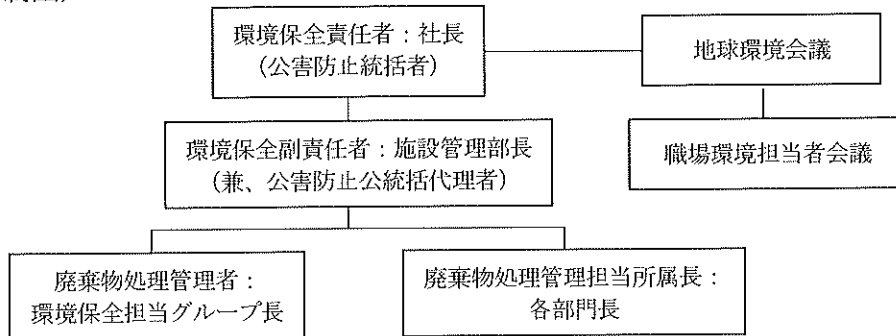 環境保全責任者：社長
（公害防止統括者）
地球環境会議
環境保全副責任者：施設管理部長
（兼、公害防止公統括代理者）
職場環境担当者会議
廃棄物処理管理者：
環境保全担当グループ長
廃棄物処理管理担当所属長：
各部門長